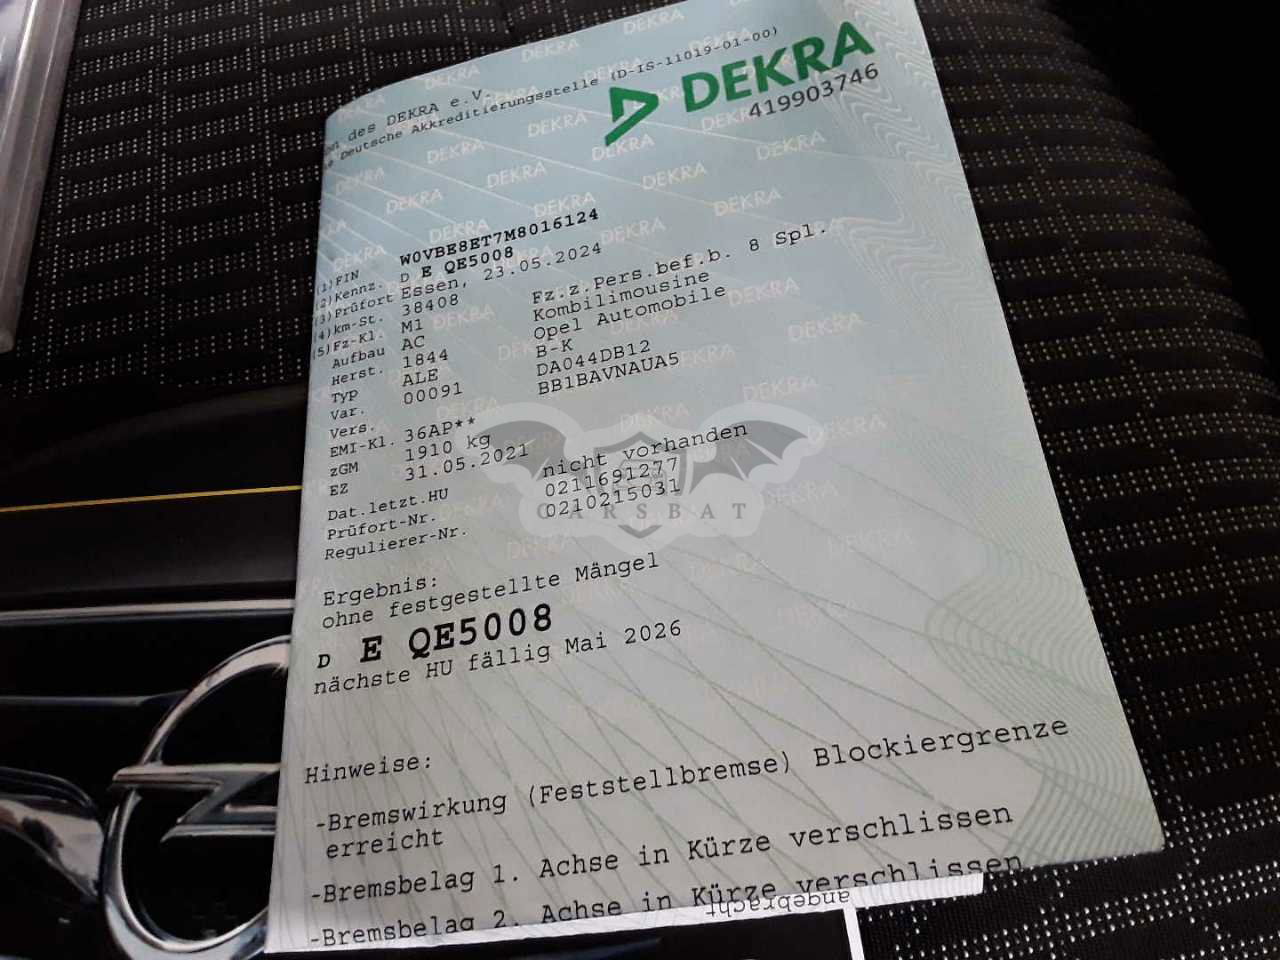 DEKRA
419903746
on des DEKRA e.V.
Deutsche Akkreditierungsstelle (D-IS-11019-01-00)
(1)FIN W0VBE8ET7M8016124
(2)Kennz. D E QE5008
(3)Prüfort Essen, 23.05.2024
(4)km-St. 38408
(5)Fz-Kl. M1 Fz.z.Pers.bef.b. 8 Spl.
Aufbau AC Kombilimousine
Herst. 1844 Opel Automobile
Typ ALE B-K
Var. 00091 DA044DB12
Vers. BB1BAVNAUA5
EMI-Kl. 36AP**
zGM 1910 kg
EZ 31.05.2021
Dat.letzt.HU nicht vorhanden
Prüfort-Nr. 0211691277
Regulierer-Nr. 0210215031
CARSBAT
Ergebnis:
ohne festgestellte Mängel
D E QE5008
nächste HU fällig Mai 2026
Hinweise:
-Bremswirkung (Feststellbremse) Blockiergrenze
erreicht
-Bremsbelag 1. Achse in Kürze verschlissen
-Bremsbelag 2. Achse in Kürze verschlissen
angebracht